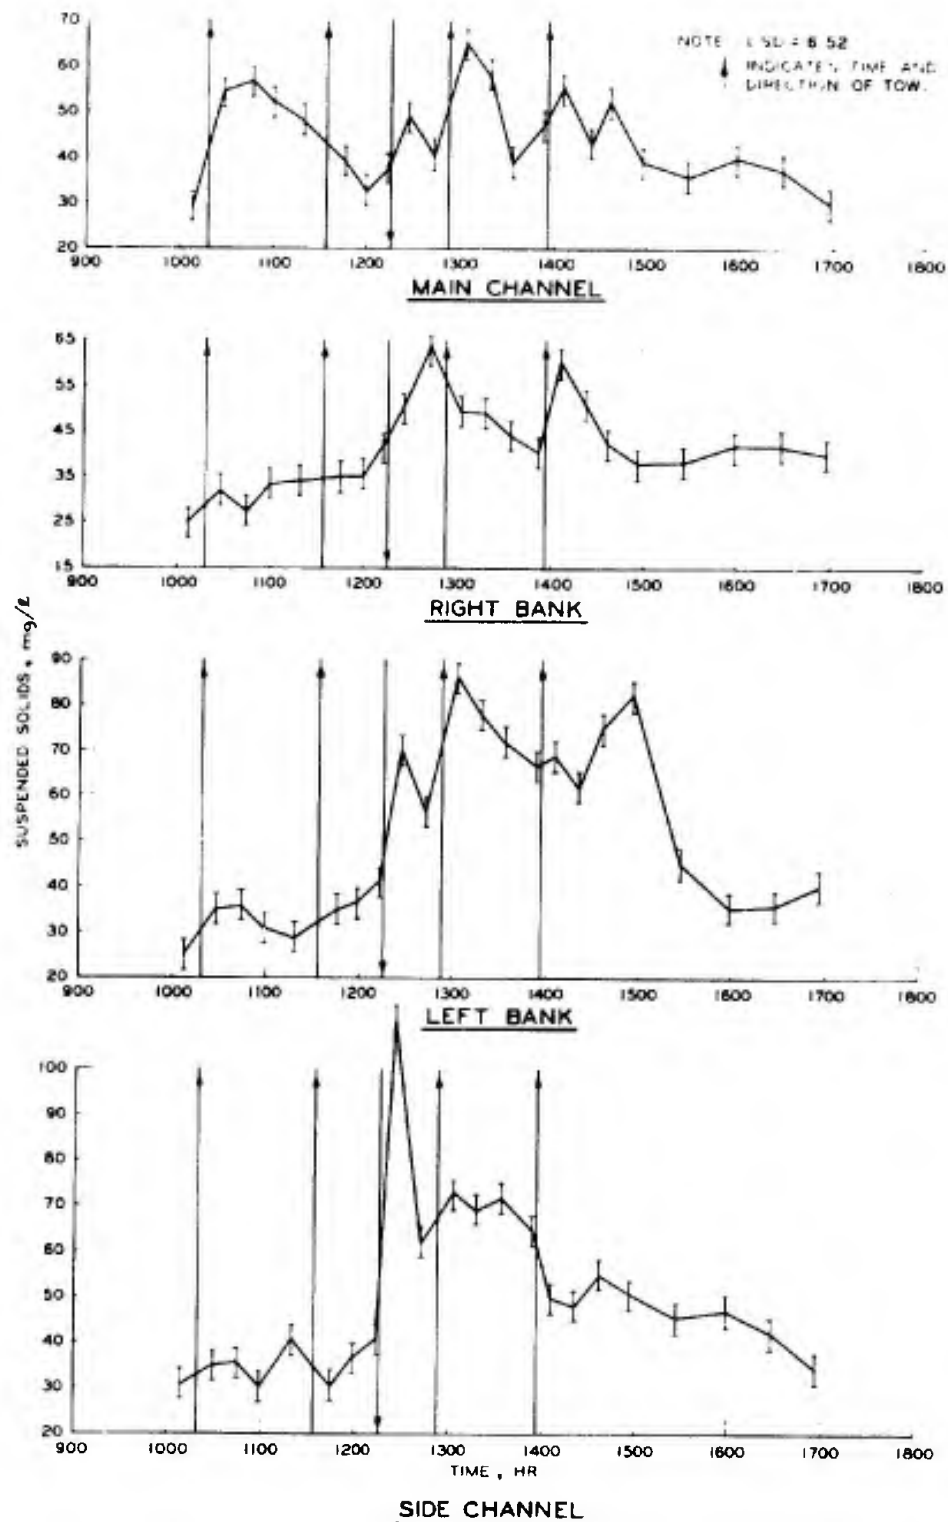 70
NOTE LSD = 6.52
60
INDICATES TIME AND
DIRECTION OF TOW.
50
40
30
20
900 1000 1100 1200 1300 1400 1500 1600 1700 1800
MAIN CHANNEL
65
55
45
35
25
15
900 1000 1100 1200 1300 1400 1500 1600 1700 1800
RIGHT BANK
SUSPENDED SOLIDS, mg/ℓ
90
80
70
60
50
40
30
20
900 1000 1100 1200 1300 1400 1500 1600 1700 1800
LEFT BANK
100
90
80
70
60
50
40
30
20
900 1000 1100 1200 1300 1400 1500 1600 1700 1800
TIME, HR
SIDE CHANNEL